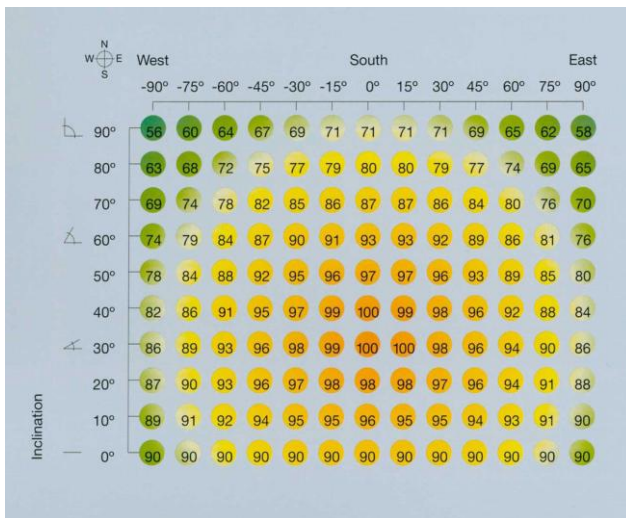 N
W E
S
West South East
-90° -75° -60° -45° -30° -15° 0° 15° 30° 45° 60° 75° 90°
90° 56 60 64 67 69 71 71 71 71 69 65 62 58
80° 63 68 72 75 77 79 80 80 79 77 74 69 65
70° 69 74 78 82 85 86 87 87 86 84 80 76 70
60° 74 79 84 87 90 91 93 93 92 89 86 81 76
50° 78 84 88 92 95 96 97 97 96 93 89 85 80
40° 82 86 91 95 97 99 100 99 98 96 92 88 84
30° 86 89 93 96 98 99 100 100 98 96 94 90 86
20° 87 90 93 96 97 98 98 98 97 96 94 91 88
10° 89 91 92 94 95 95 96 95 95 94 93 91 90
0° 90 90 90 90 90 90 90 90 90 90 90 90 90
Inclination